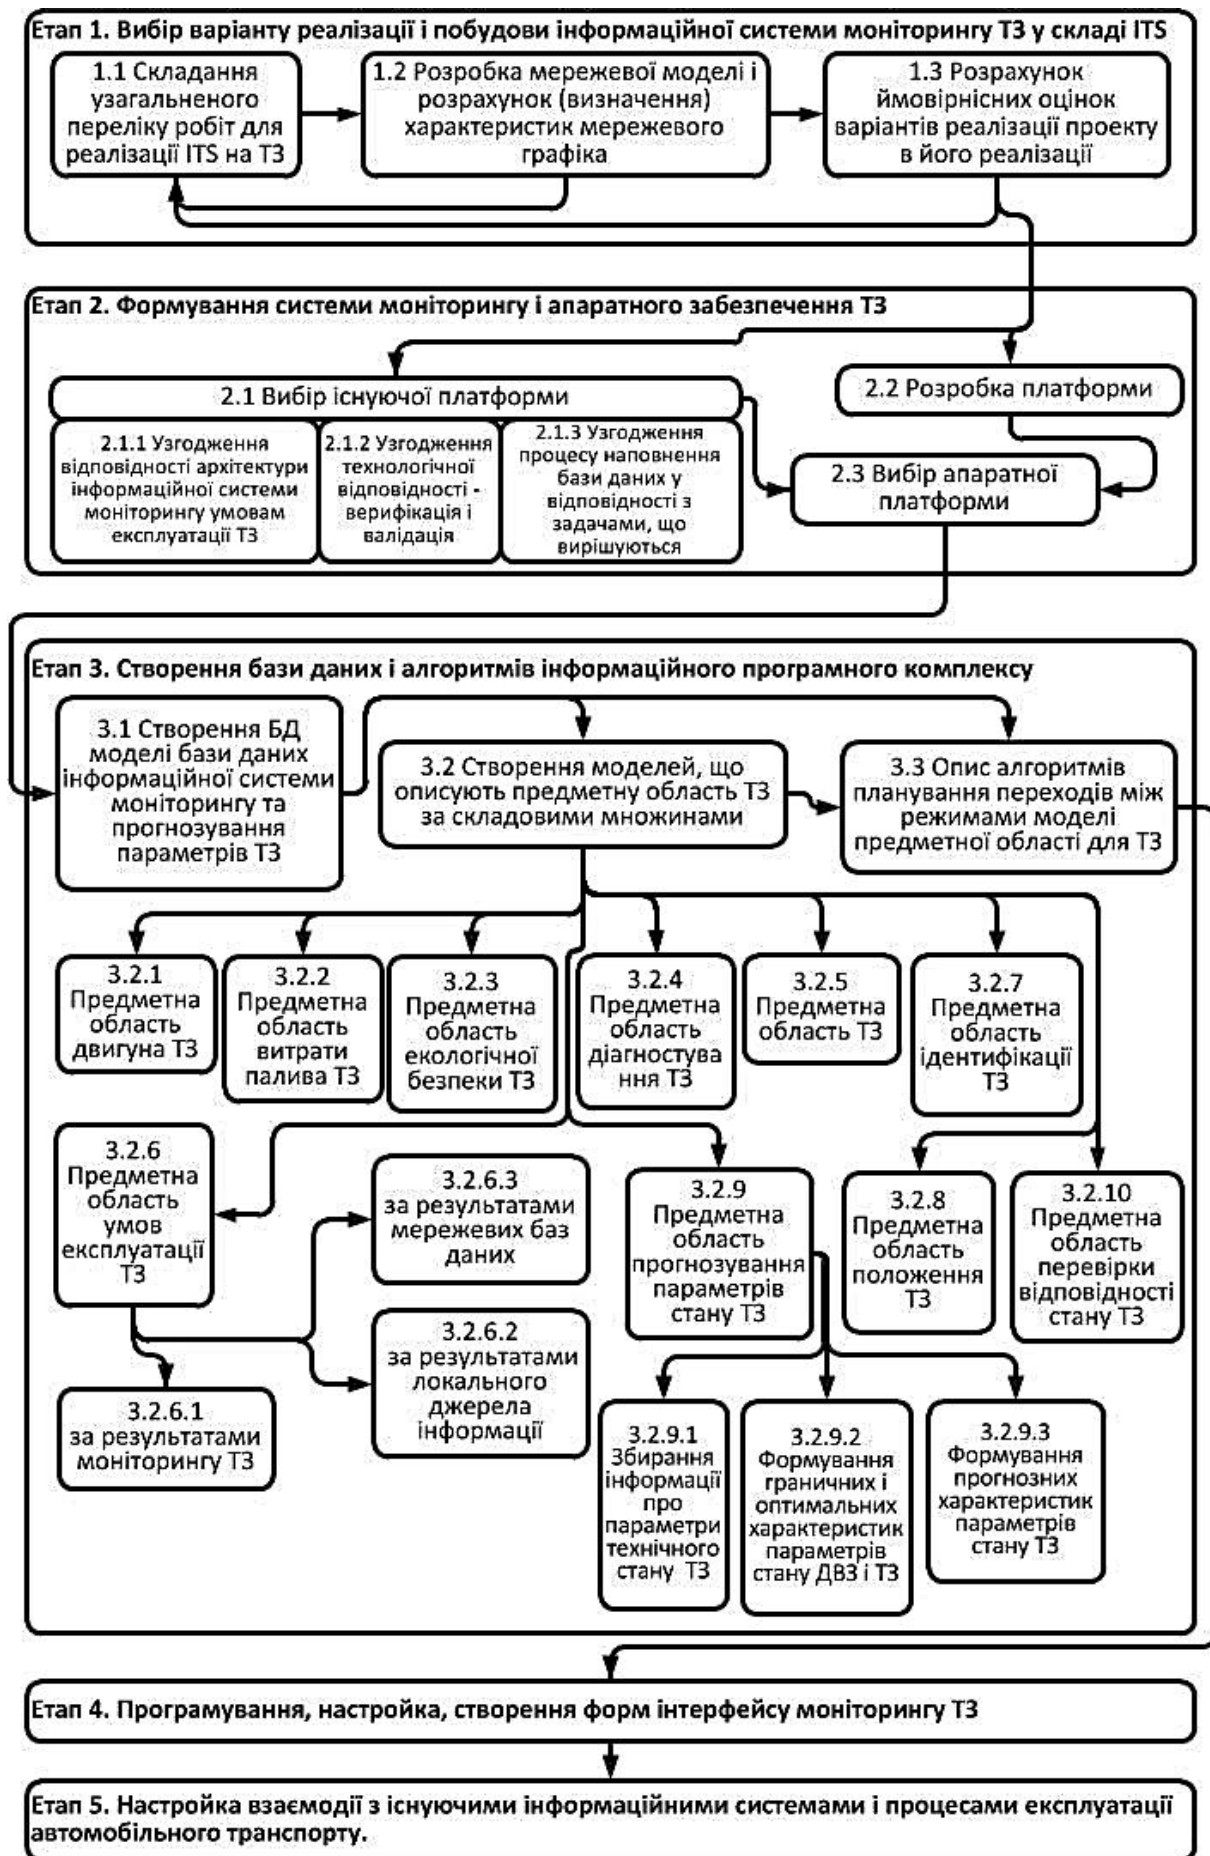 Етап 1. Вибір варіанту реалізації і побудови інформаційної системи моніторингу ТЗ у складі ITS
1.1 Складання
узагальненого
переліку робіт для
реалізації ITS на ТЗ
1.2 Розробка мережевої моделі і
розрахунок (визначення)
характеристик мережевого
графіка
1.3 Розрахунок
ймовірнісних оцінок
варіантів реалізації проекту
в його реалізації
Етап 2. Формування системи моніторингу і апаратного забезпечення ТЗ
2.1 Вибір існуючої платформи
2.2 Розробка платформи
2.1.1 Узгодження
відповідності архітектури
інформаційної системи
моніторингу умовам
експлуатації ТЗ
2.1.2 Узгодження
технологічної
відповідності -
верифікація і
валідація
2.1.3 Узгодження
процесу наповнення
бази даних у
відповідності з
задачами, що
вирішуються
2.3 Вибір апаратної
платформи
Етап 3. Створення бази даних і алгоритмів інформаційного програмного комплексу
3.1 Створення БД
моделі бази даних
інформаційної системи
моніторингу та
прогнозування
параметрів ТЗ
3.2 Створення моделей, що
описують предметну область ТЗ
за складовими множинами
3.3 Опис алгоритмів
планування переходів між
режимами моделі
предметної області для ТЗ
3.2.1
Предметна
область
двигуна ТЗ
3.2.2
Предметна
область
витрати
палива ТЗ
3.2.3
Предметна
область
екологічної
безпеки ТЗ
3.2.4
Предметна
область
діагностува
ння ТЗ
3.2.5
Предметна
область ТЗ
3.2.7
Предметна
область
ідентифікації
ТЗ
3.2.6
Предметна
область
умов
експлуатації
ТЗ
3.2.6.3
за результатами
мережевих баз
даних
3.2.9
Предметна
область
прогнозування
параметрів
стану ТЗ
3.2.8
Предметна
область
положення
ТЗ
3.2.10
Предметна
область
перевірки
відповідності
стану ТЗ
3.2.6.2
за результатами
локального
джерела
інформації
3.2.6.1
за результатами
моніторингу ТЗ
3.2.9.1
Збирання
інформації
про
параметри
технічного
стану ТЗ
3.2.9.2
Формування
граничних і
оптимальних
характеристик
параметрів
стану ДВЗ і ТЗ
3.2.9.3
Формування
прогнозних
характеристик
параметрів
стану ТЗ
Етап 4. Програмування, настройка, створення форм інтерфейсу моніторингу ТЗ
Етап 5. Настройка взаємодії з існуючими інформаційними системами і процесами експлуатації
автомобільного транспорту.